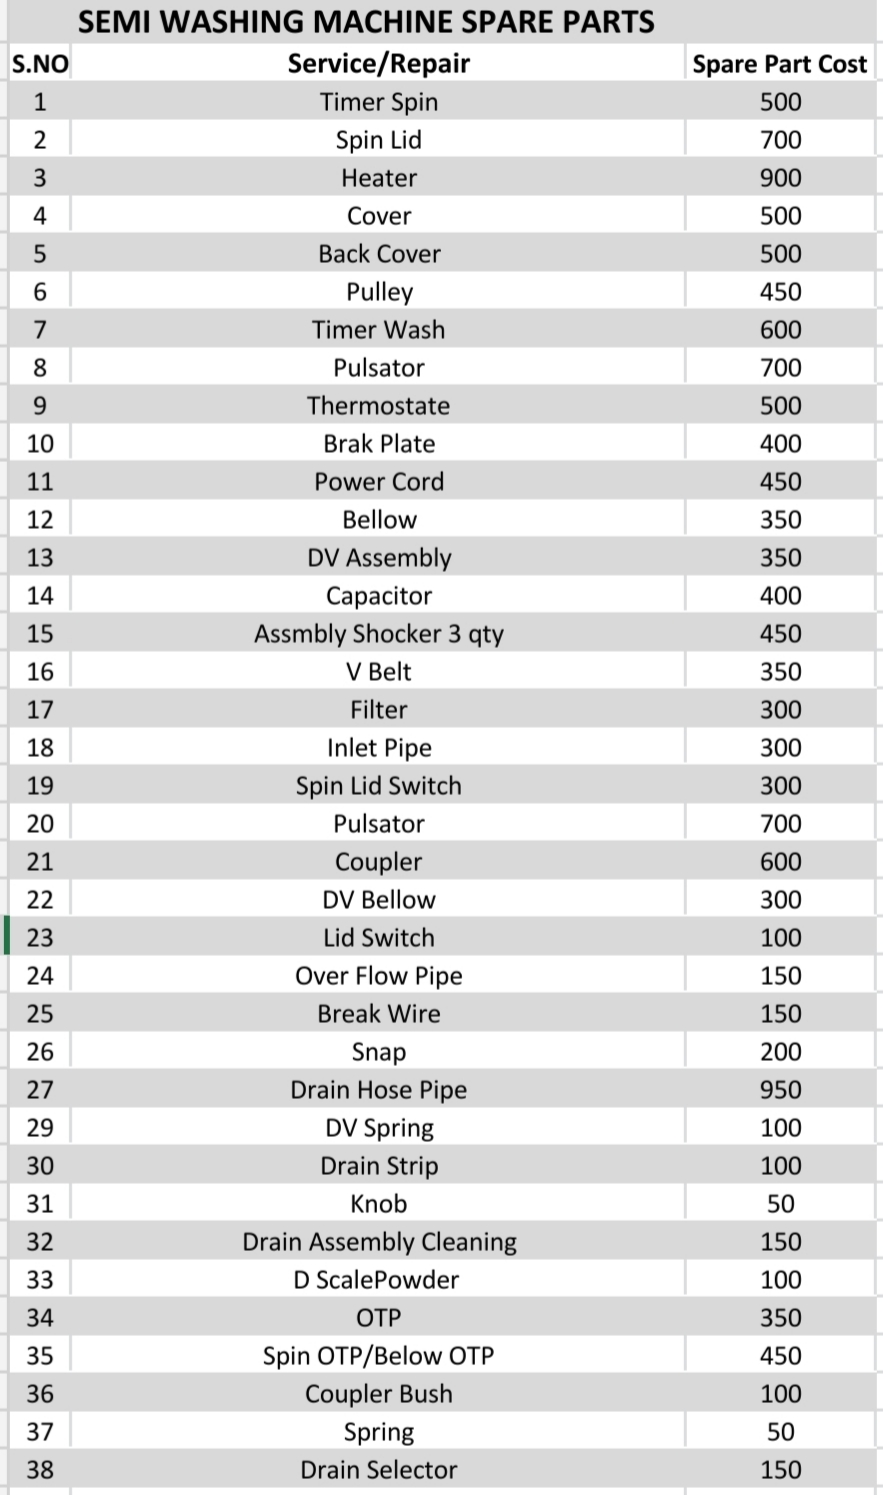 SEMI WASHING MACHINE SPARE PARTS
S.NO Service/Repair Spare Part Cost
1 Timer Spin 500
2 Spin Lid 700
3 Heater 900
4 Cover 500
5 Back Cover 500
6 Pulley 450
7 Timer Wash 600
8 Pulsator 700
9 Thermostate 500
10 Brak Plate 400
11 Power Cord 450
12 Bellow 350
13 DV Assembly 350
14 Capacitor 400
15 Assmbly Shocker 3 qty 450
16 V Belt 350
17 Filter 300
18 Inlet Pipe 300
19 Spin Lid Switch 300
20 Pulsator 700
21 Coupler 600
22 DV Bellow 300
23 Lid Switch 100
24 Over Flow Pipe 150
25 Break Wire 150
26 Snap 200
27 Drain Hose Pipe 950
29 DV Spring 100
30 Drain Strip 100
31 Knob 50
32 Drain Assembly Cleaning 150
33 D ScalePowder 100
34 OTP 350
35 Spin OTP/Below OTP 450
36 Coupler Bush 100
37 Spring 50
38 Drain Selector 150